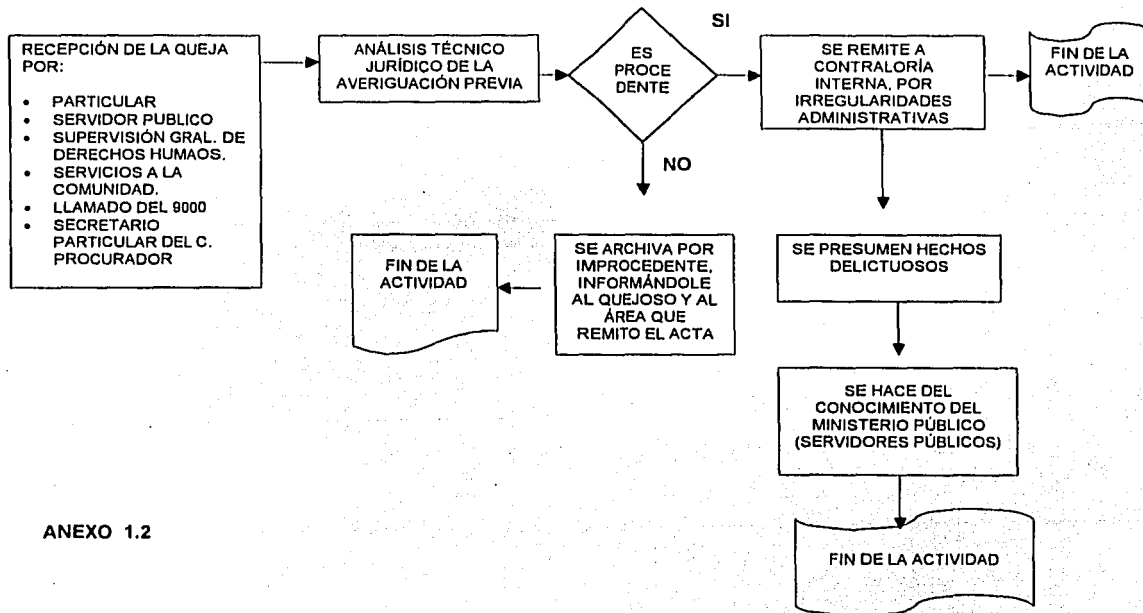 RECEPCIÓN DE LA QUEJA
POR:
• PARTICULAR
• SERVIDOR PUBLICO
• SUPERVISIÓN GRAL. DE
DERECHOS HUMAOS.
• SERVICIOS A LA
COMUNIDAD.
• LLAMADO DEL 9000
• SECRETARIO
PARTICULAR DEL C.
PROCURADOR
ANÁLISIS TÉCNICO
JURÍDICO DE LA
AVERIGUACIÓN PREVIA
ES
PROCE
DENTE
SI
SE REMITE A
CONTRALORÍA
INTERNA, POR
IRREGULARIDADES
ADMINISTRATIVAS
FIN DE LA
ACTIVIDAD
NO
SE ARCHIVA POR
IMPROCEDENTE,
INFORMÁNDOLE
AL QUEJOSO Y AL
ÁREA QUE
REMITO EL ACTA
FIN DE LA
ACTIVIDAD
SE PRESUMEN HECHOS
DELICTUOSOS
SE HACE DEL
CONOCIMIENTO DEL
MINISTERIO PÚBLICO
(SERVIDORES PÚBLICOS)
FIN DE LA ACTIVIDAD
ANEXO 1.2